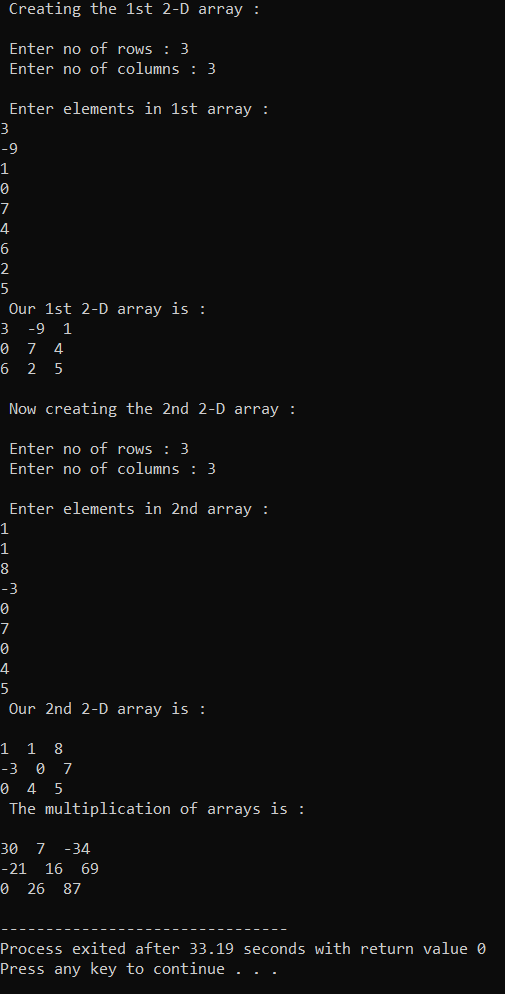 Creating the 1st 2-D array :
Enter no of rows : 3
Enter no of columns : 3
Enter elements in 1st array :
3
-9
1
0
7
4
6
2
5
Our 1st 2-D array is :
3  -9  1
0  7  4
6  2  5
Now creating the 2nd 2-D array :
Enter no of rows : 3
Enter no of columns : 3
Enter elements in 2nd array :
1
1
8
-3
0
7
0
4
5
Our 2nd 2-D array is :
1  1  8
-3  0  7
0  4  5
The multiplication of arrays is :
30  7  -34
-21  16  69
0  26  87
--------------------------------
Process exited after 33.19 seconds with return value 0
Press any key to continue . . .